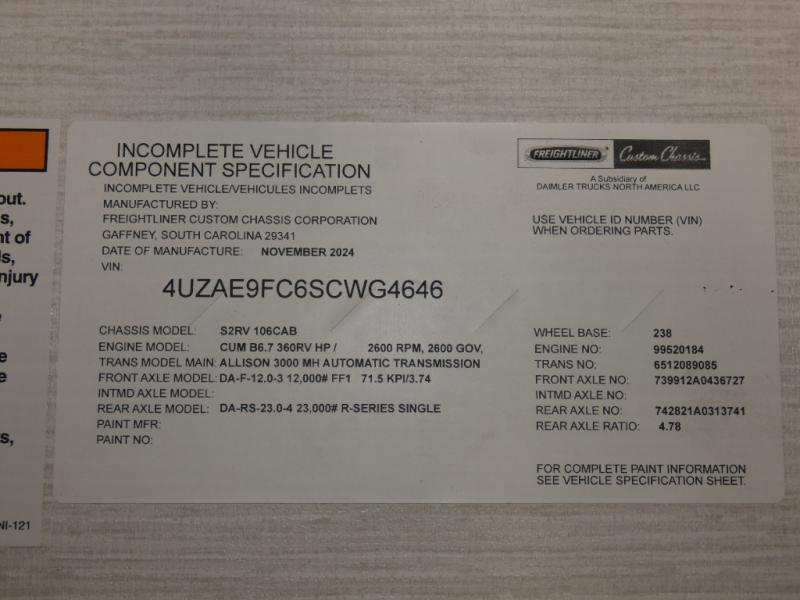 out.
s,
nt of
ls,
njury
e
e
s,
NI-121
INCOMPLETE VEHICLE
COMPONENT SPECIFICATION
INCOMPLETE VEHICLE/VEHICULES INCOMPLETS
MANUFACTURED BY:
FREIGHTLINER CUSTOM CHASSIS CORPORATION
GAFFNEY, SOUTH CAROLINA 29341
DATE OF MANUFACTURE: NOVEMBER 2024
VIN:
4UZAE9FC6SCWG4646
FREIGHTLINER Custom Chassis
A Subsidiary of
DAIMLER TRUCKS NORTH AMERICA LLC
USE VEHICLE ID NUMBER (VIN)
WHEN ORDERING PARTS.
CHASSIS MODEL: S2RV 106CAB
ENGINE MODEL: CUM B6.7 360RV HP / 2600 RPM, 2600 GOV,
TRANS MODEL MAIN: ALLISON 3000 MH AUTOMATIC TRANSMISSION
FRONT AXLE MODEL: DA-F-12.0-3 12,000# FF1 71.5 KPI/3.74
INTMD AXLE MODEL:
REAR AXLE MODEL: DA-RS-23.0-4 23,000# R-SERIES SINGLE
PAINT MFR:
PAINT NO:
WHEEL BASE: 238
ENGINE NO: 99520184
TRANS NO: 6512089085
FRONT AXLE NO: 739912A0436727
INTMD AXLE.NO:
REAR AXLE NO: 742821A0313741
REAR AXLE RATIO: 4.78
FOR COMPLETE PAINT INFORMATION
SEE VEHICLE SPECIFICATION SHEET.